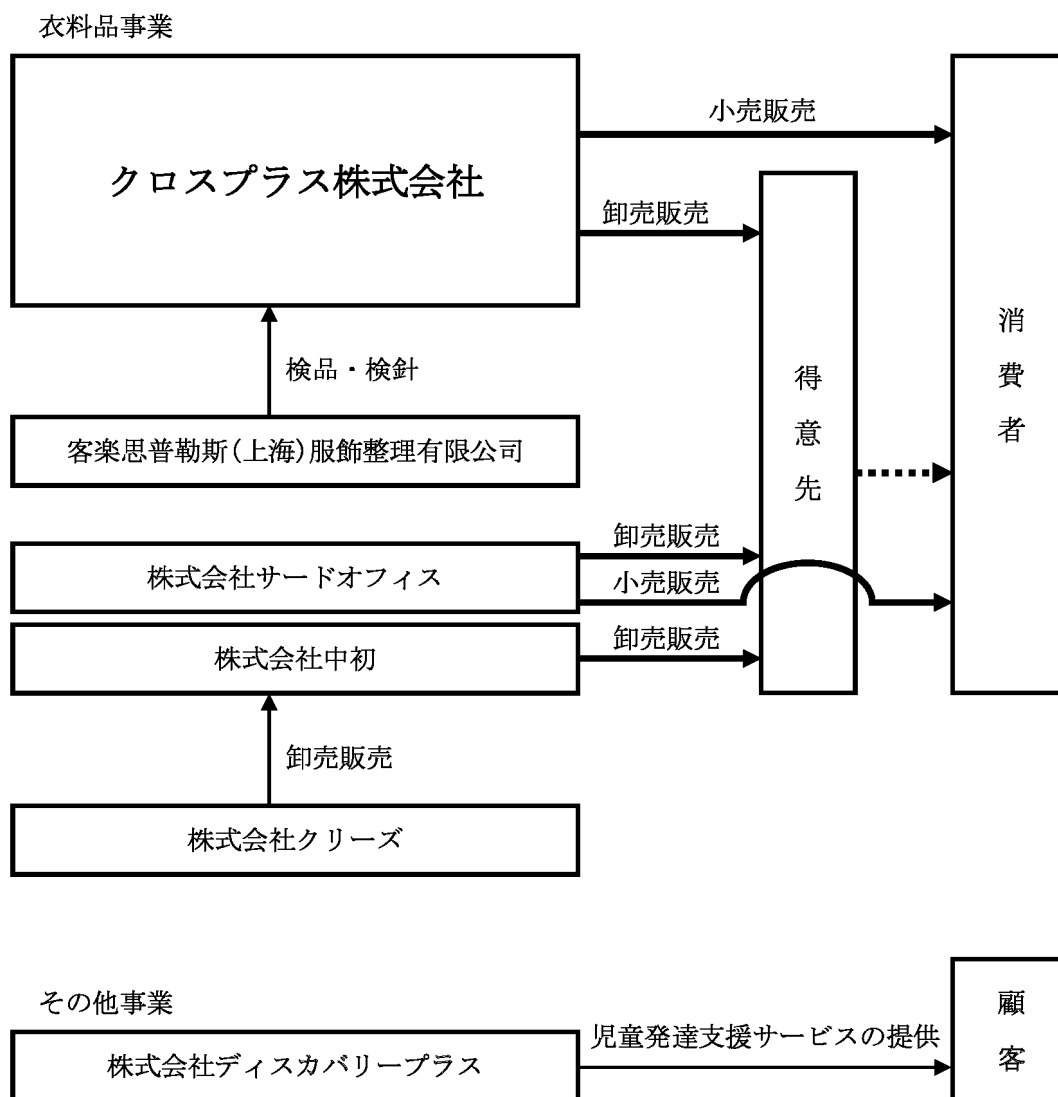 衣料品事業
クロスプラス株式会社
小売販売
卸売販売
得意先
消費者
検品・検針
客楽思普勒斯(上海)服飾整理有限公司
株式会社サードオフィス
卸売販売
小売販売
株式会社中初
卸売販売
卸売販売
株式会社クリーズ
その他事業
株式会社ディスカバリープラス
児童発達支援サービスの提供
顧客